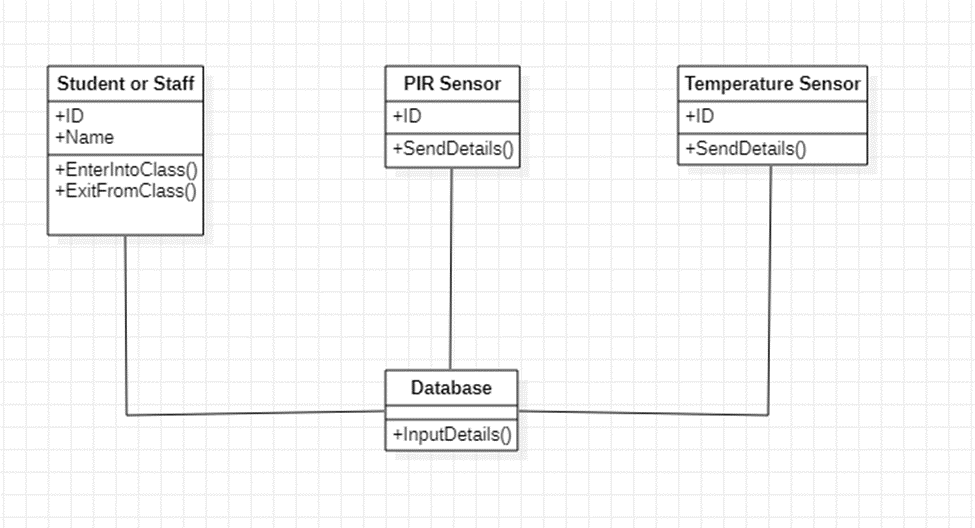 Student or Staff
+ID
+Name
+EnterIntoClass()
+ExitFromClass()
PIR Sensor
+ID
+SendDetails()
Temperature Sensor
+ID
+SendDetails()
Database
+InputDetails()